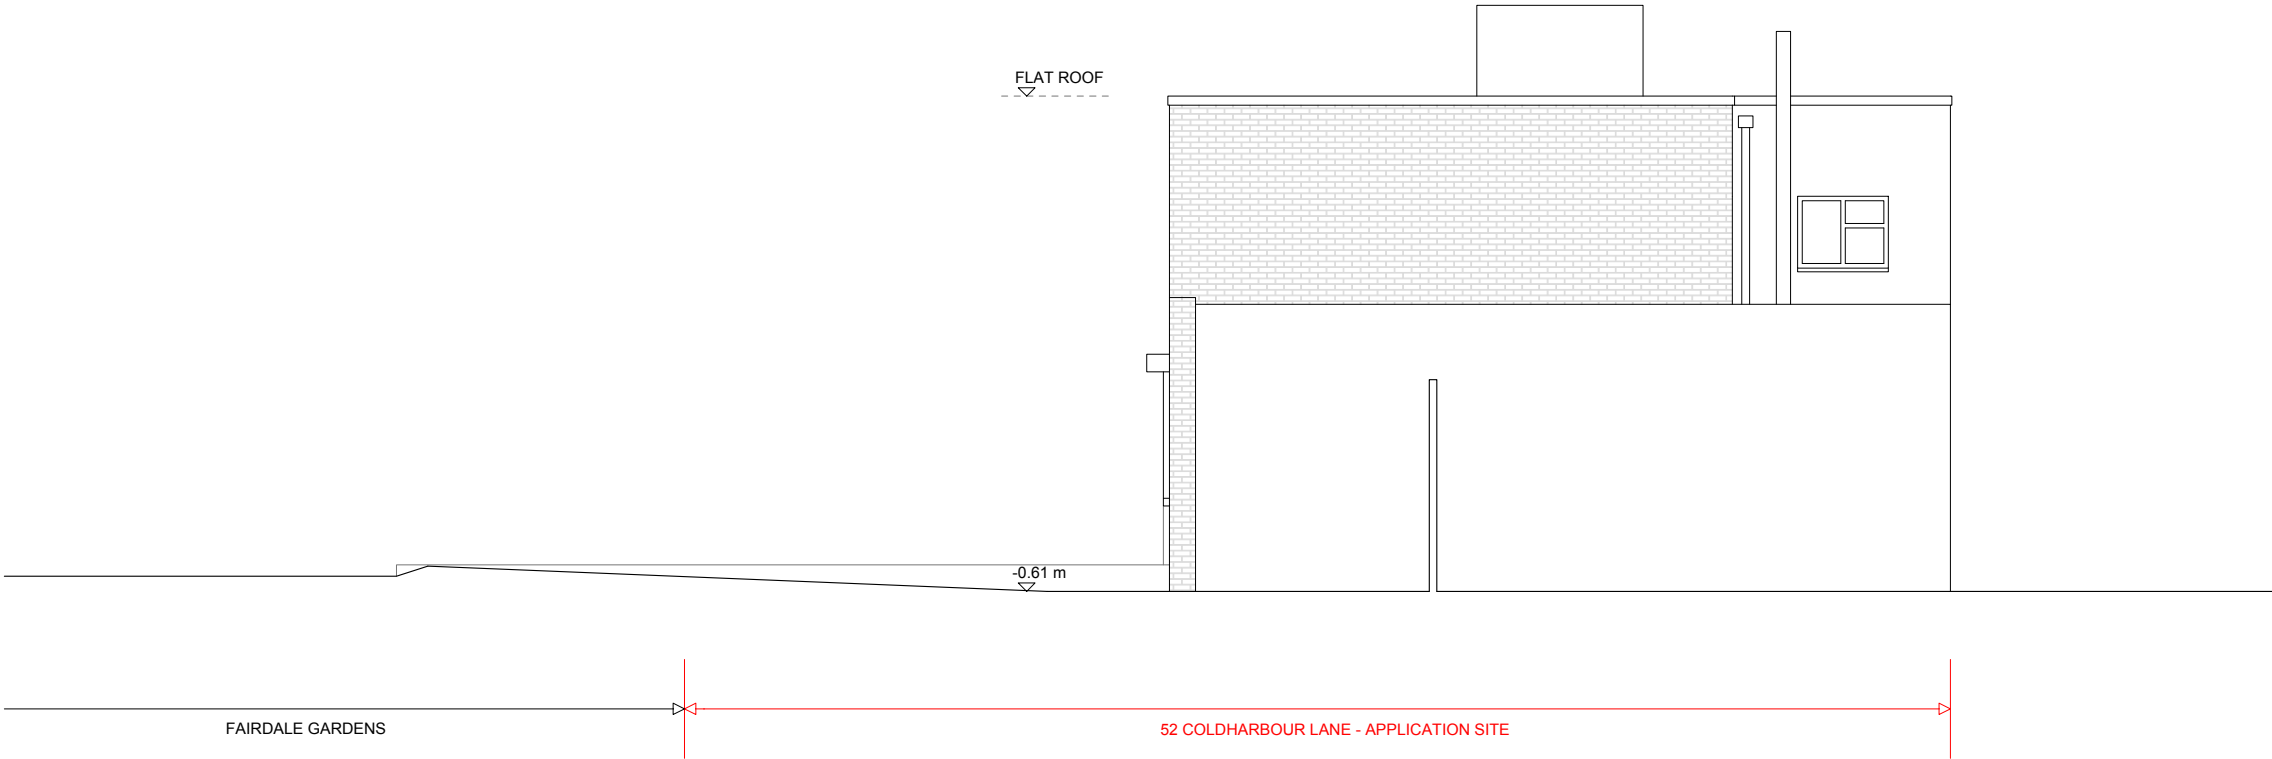 FLAT ROOF
-0.61 m
FAIRDALE GARDENS
52 COLDHARBOUR LANE - APPLICATION SITE